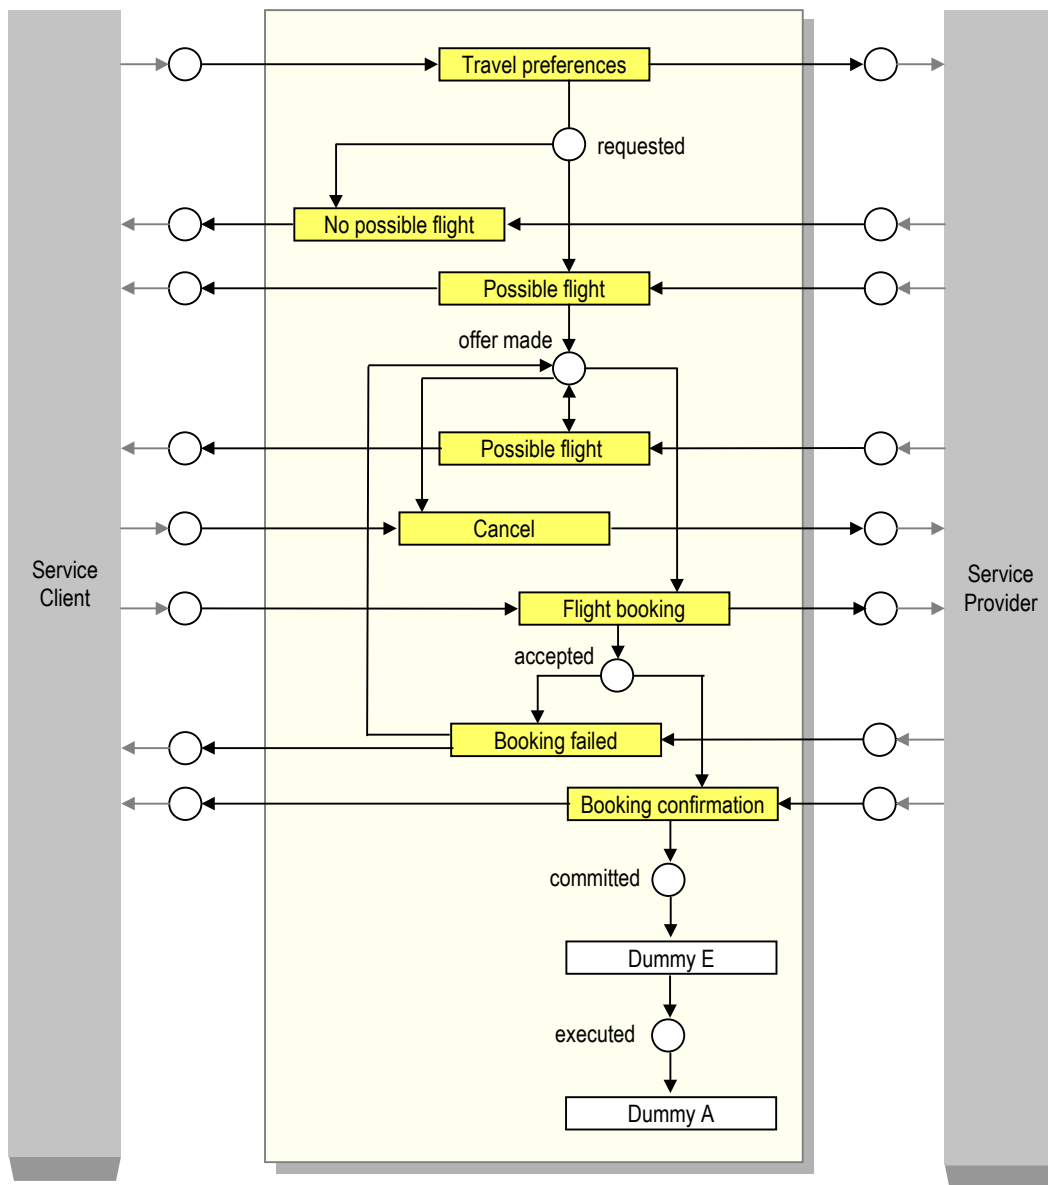 Travel preferences
requested
No possible flight
Possible flight
offer made
Possible flight
Cancel
Service
Client
Service
Provider
Flight booking
accepted
Booking failed
Booking confirmation
committed
Dummy E
executed
Dummy A